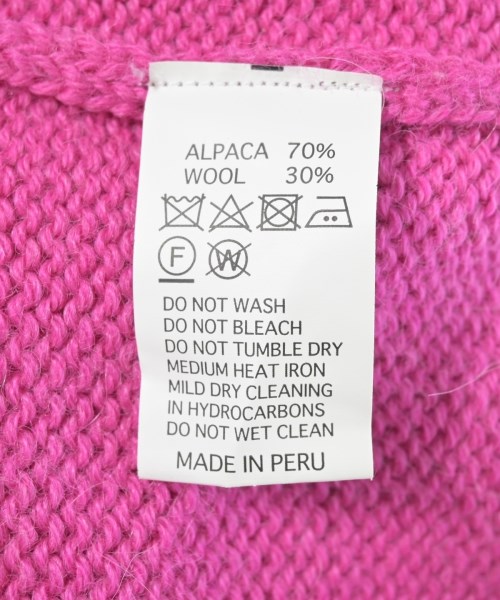 ALPACA 70%
WOOL 30%
F W
DO NOT WASH
DO NOT BLEACH
DO NOT TUMBLE DRY
MEDIUM HEAT IRON
MILD DRY CLEANING
IN HYDROCARBONS
DO NOT WET CLEAN
MADE IN PERU